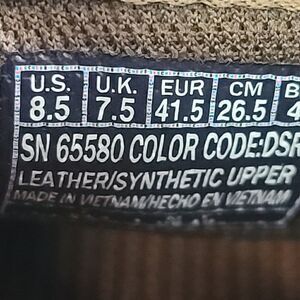 U.S. U.K. EUR CM B
8.5 7.5 41.5 26.5 4
SN 65580 COLOR CODE:DSR
LEATHER/SYNTHETIC UPPER
MADE IN VIETNAM/HECHO EN VIETNAM